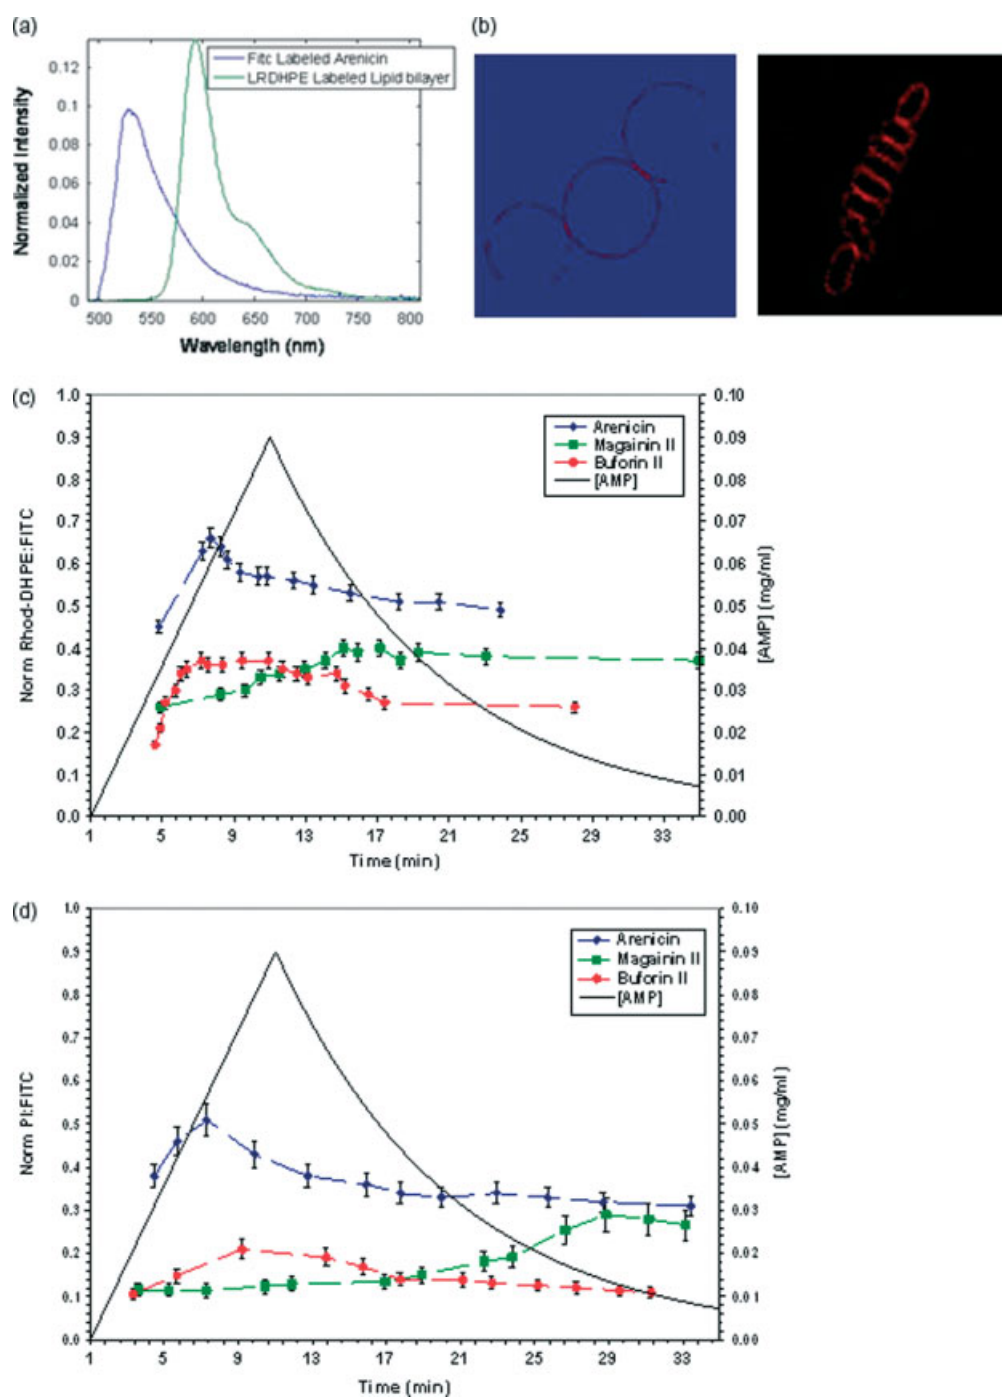 (a)
Fitc Labeled Arenicin
LRDHPE Labeled Lipid bilayer
Normalized Intensity
0.12
0.1
0.08
0.06
0.04
0.02
0
500 550 600 650 700 750 800
Wavelength (nm)
(b)
(c)
Norm Rhod-DHPE:FITC
1.0
0.9
0.8
0.7
0.6
0.5
0.4
0.3
0.2
0.1
0.0
Arenicin
Magainin II
Buforin II
[AMP]
0.10
0.09
0.08
0.07
0.06
0.05
0.04
0.03
0.02
0.01
0.00
[AMP] (mg/ml)
1 5 9 13 17 21 25 29 33
Time (min)
(d)
Norm PI:FITC
1.0
0.9
0.8
0.7
0.6
0.5
0.4
0.3
0.2
0.1
0.0
Arenicin
Magainin II
Buforin II
[AMP]
0.10
0.09
0.08
0.07
0.06
0.05
0.04
0.03
0.02
0.01
0.00
[AMP] (mg/ml)
1 5 9 13 17 21 25 29 33
Time (min)